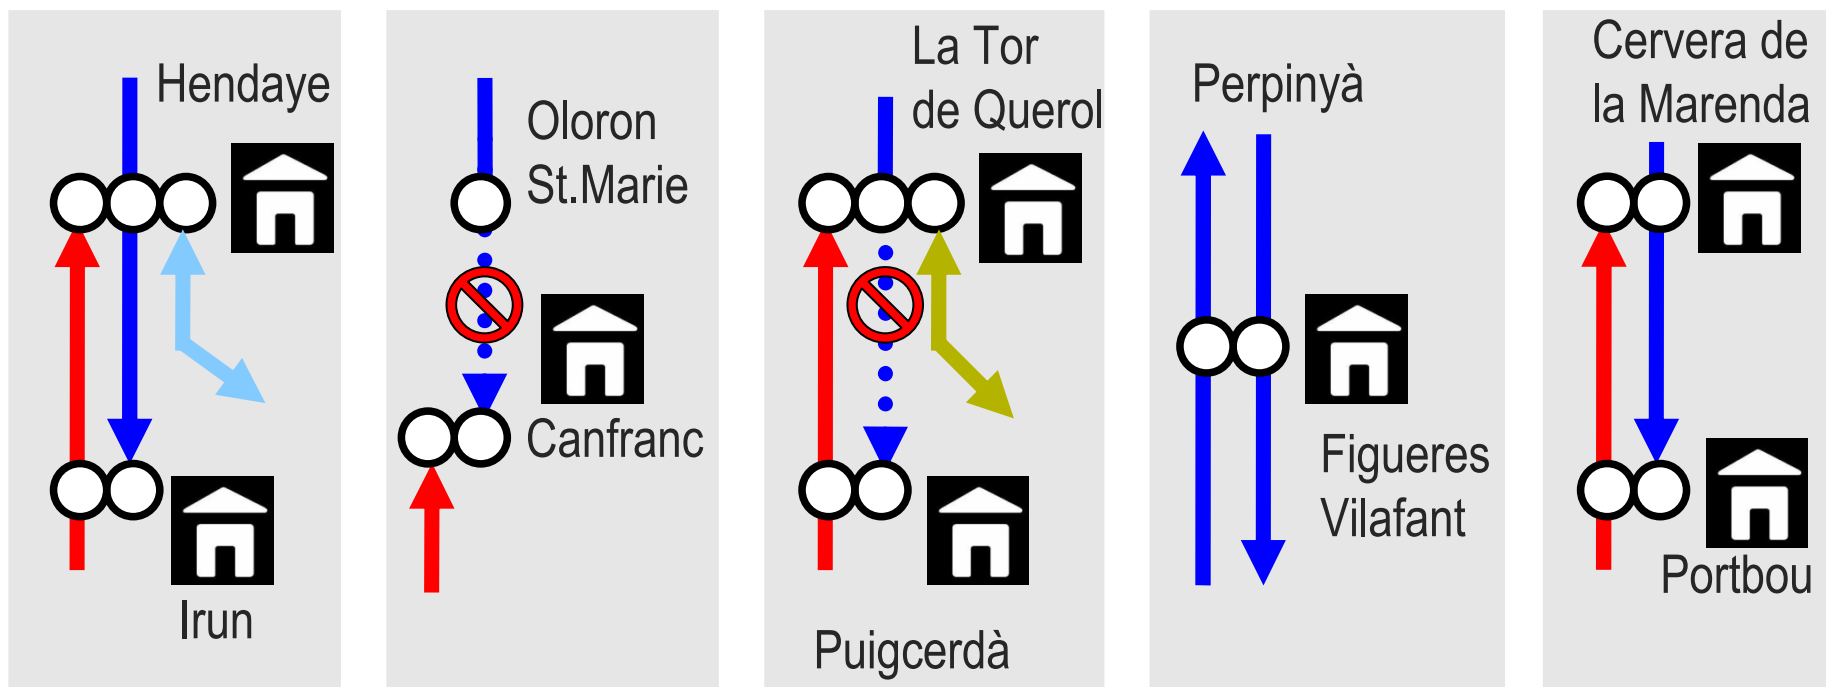 Hendaye
Irun
Oloron
St.Marie
Canfranc
La Tor
de Querol
Puigcerdà
Perpinyà
Figueres
Vilafant
Cervera de
la Marenda
Portbou